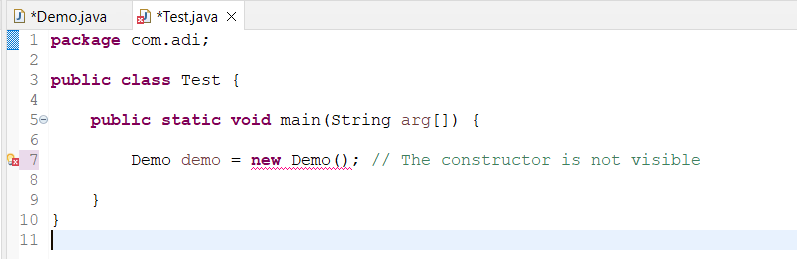 *Demo.java *Test.java
1 package com.adi;
2
3 public class Test {
4
5 public static void main(String arg[]) {
6
7 Demo demo = new Demo(); // The constructor is not visible
8
9 }
10 }
11